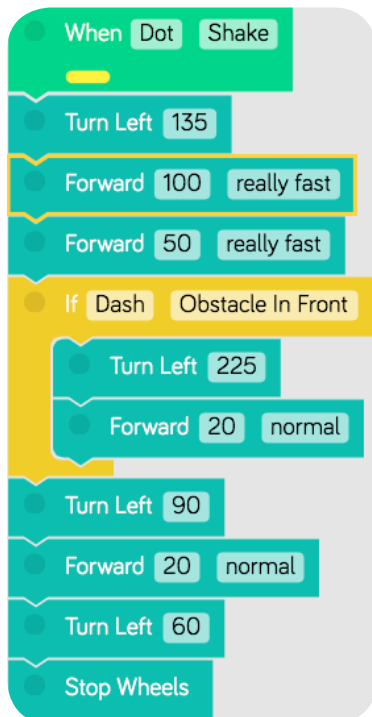 When Dot Shake
Turn Left 135
Forward 100 really fast
Forward 50 really fast
If Dash Obstacle In Front
Turn Left 225
Forward 20 normal
Turn Left 90
Forward 20 normal
Turn Left 60
Stop Wheels